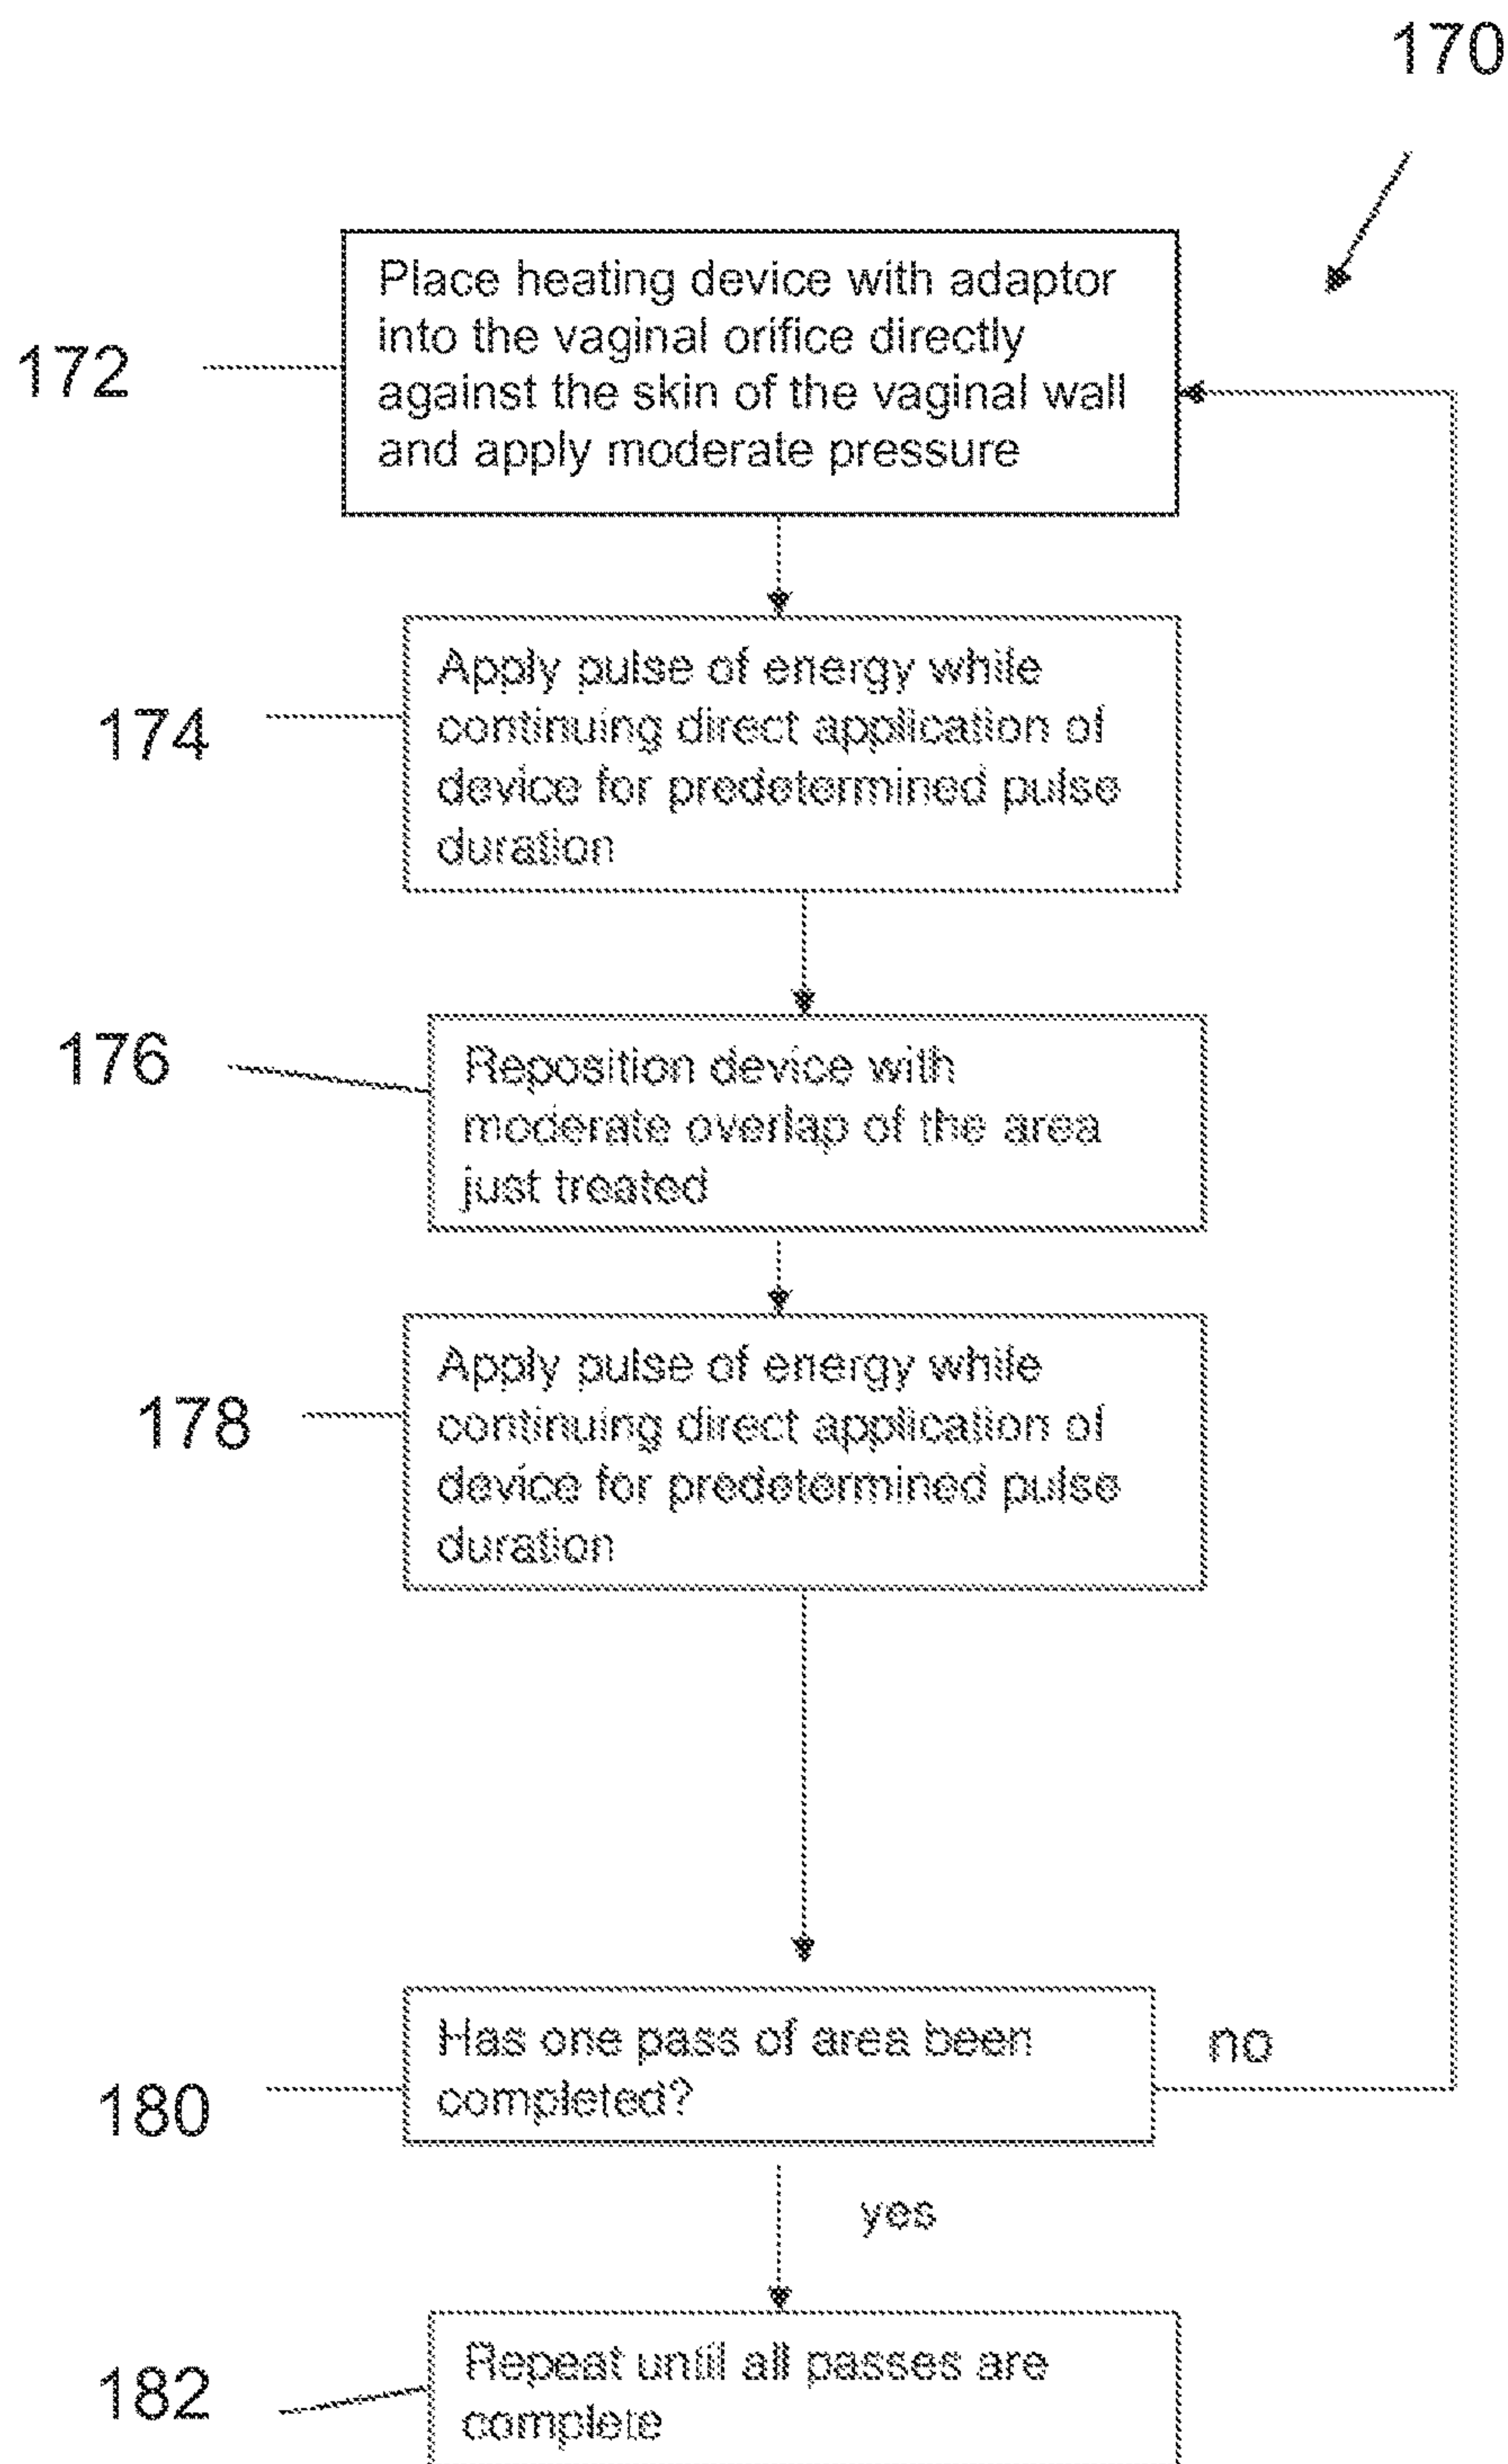 170
172
Place heating device with adaptor
into the vaginal orifice directly
against the skin of the vaginal wall
and apply moderate pressure
174
Apply pulse of energy while
continuing direct application of
device for predetermined pulse
duration
176
Reposition device with
moderate overlap of the area
just treated
178
Apply pulse of energy while
continuing direct application of
device for predetermined pulse
duration
180
Has one pass of area been
completed?
no
yes
182
Repeat until all passes are
complete